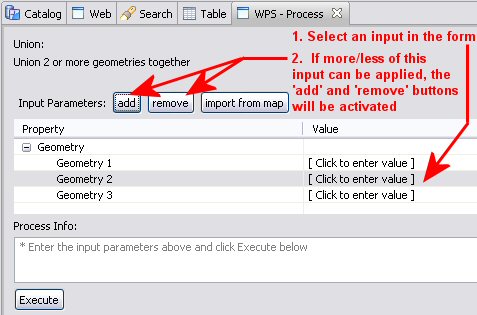 Catalog Web Search Table WPS - Process
Union:
Union 2 or more geometries together
1. Select an input in the form
2. If more/less of this
input can be applied, the
'add' and 'remove' buttons
will be activated
Input Parameters: add remove import from map
Property Value
Geometry
Geometry 1 [ Click to enter value ]
Geometry 2 [ Click to enter value ]
Geometry 3 [ Click to enter value ]
Process Info:
* Enter the input parameters above and click Execute below
Execute